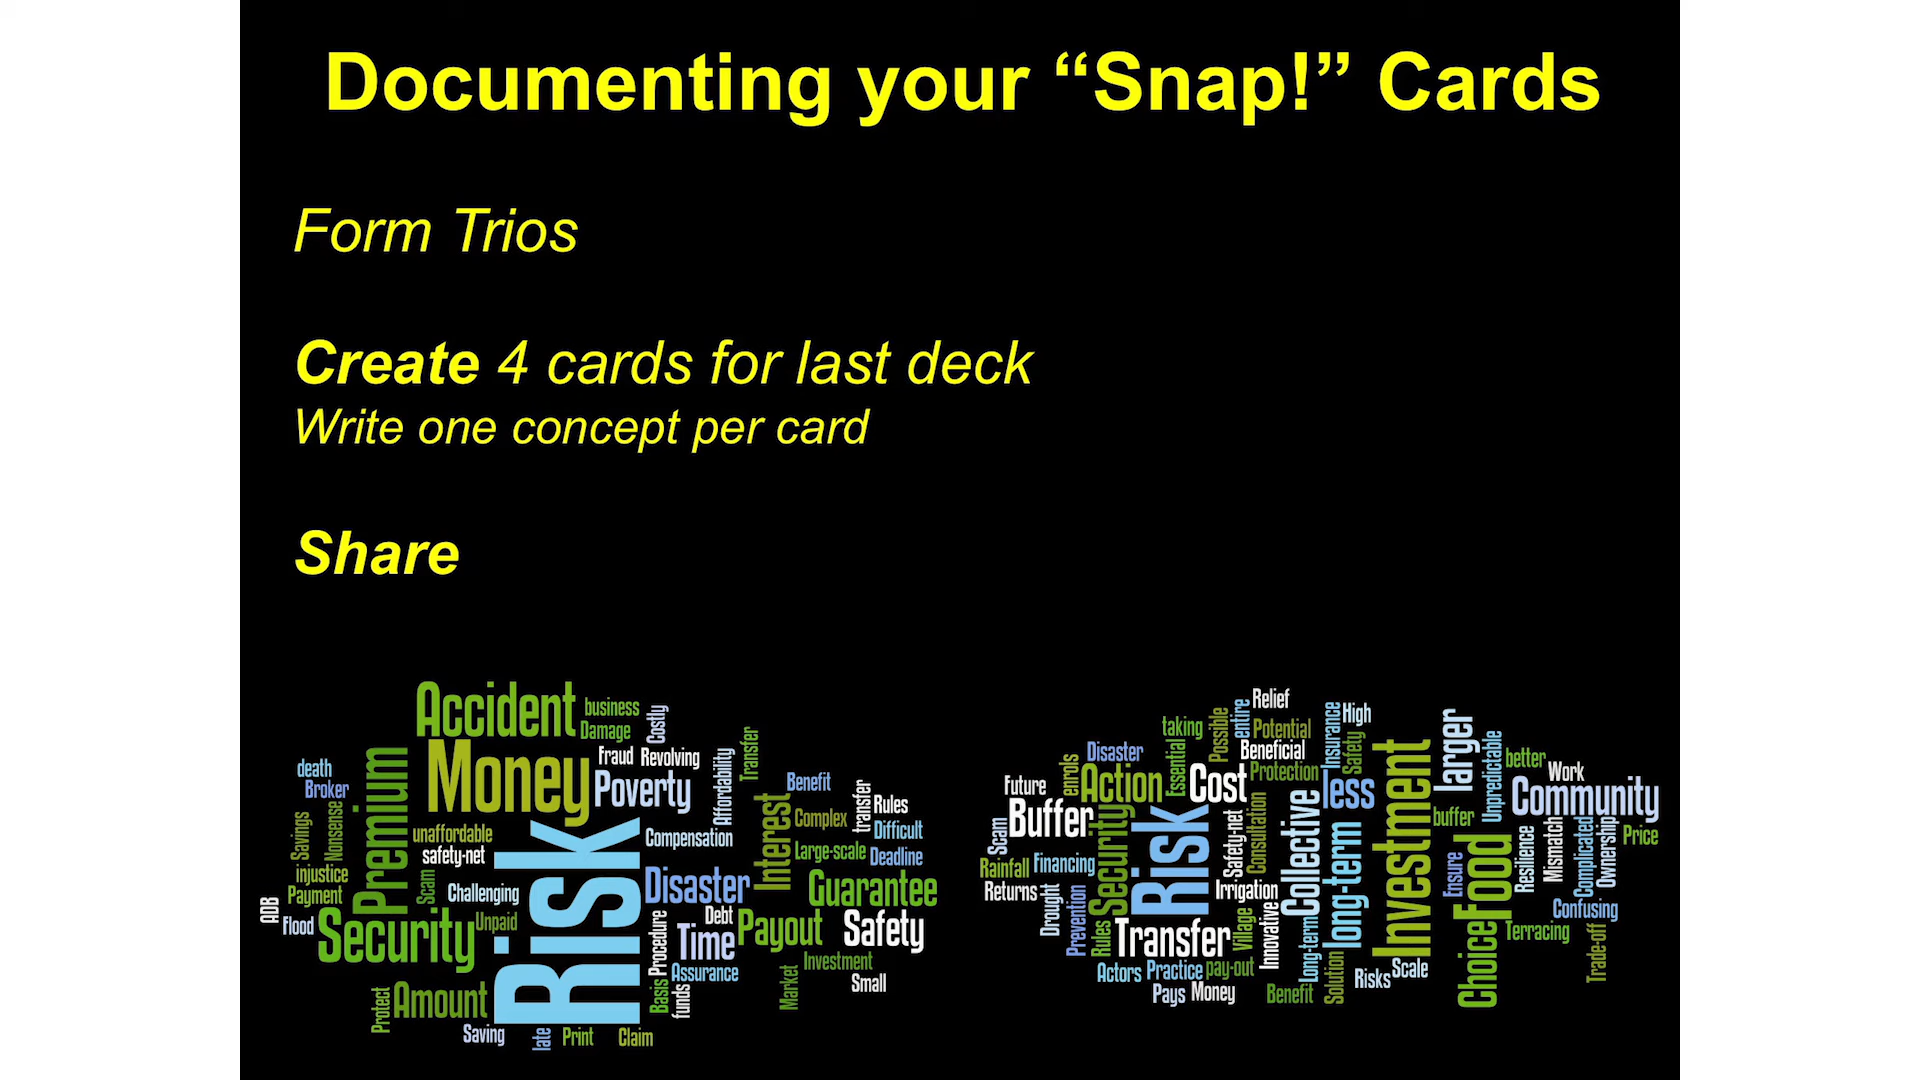 Documenting your “Snap!” Cards
Form Trios
Create 4 cards for last deck
Write one concept per card
Share
Accident
business
Damage
Costly
Money
Fraud
Revolving
Poverty
Affordability
Transfer
death
Broker
Savings
Nonsense
Premium
unaffordable
safety-net
injustice
Payment
Scam
Challenging
ADB
Flood
Security
Unpaid
Risk
Compensation
Disaster
Interest
Benefit
Complex
transfer
Rules
Difficult
Large-scale
Deadline
Guarantee
Debt
Time
Payout
Safety
Procedure
Basis
funds
Assurance
Investment
Market
Small
Protect
Amount
Saving
late
Print
Claim
Relief
taking
Possible
entire
Potential
Insurance
High
Safety
Disaster
Essential
Beneficial
Protection
Future
enrols
Action
Cost
less
larger
Unpredictable
better
Work
Community
Buffer
Scam
Security
Risk
Safety-net
Consultation
Collective
long-term
Investment
buffer
Price
Rainfall
Financing
Returns
Drought
Prevention
Rules
Irrigation
Transfer
Village
Innovative
Long-term
Ensure
Food
Choice
Resilience
Mismatch
Complicated
Ownership
Confusing
Terracing
Trade-off
Actors
Practice
pay-out
Pays
Money
Benefit
Solution
Risks
Scale